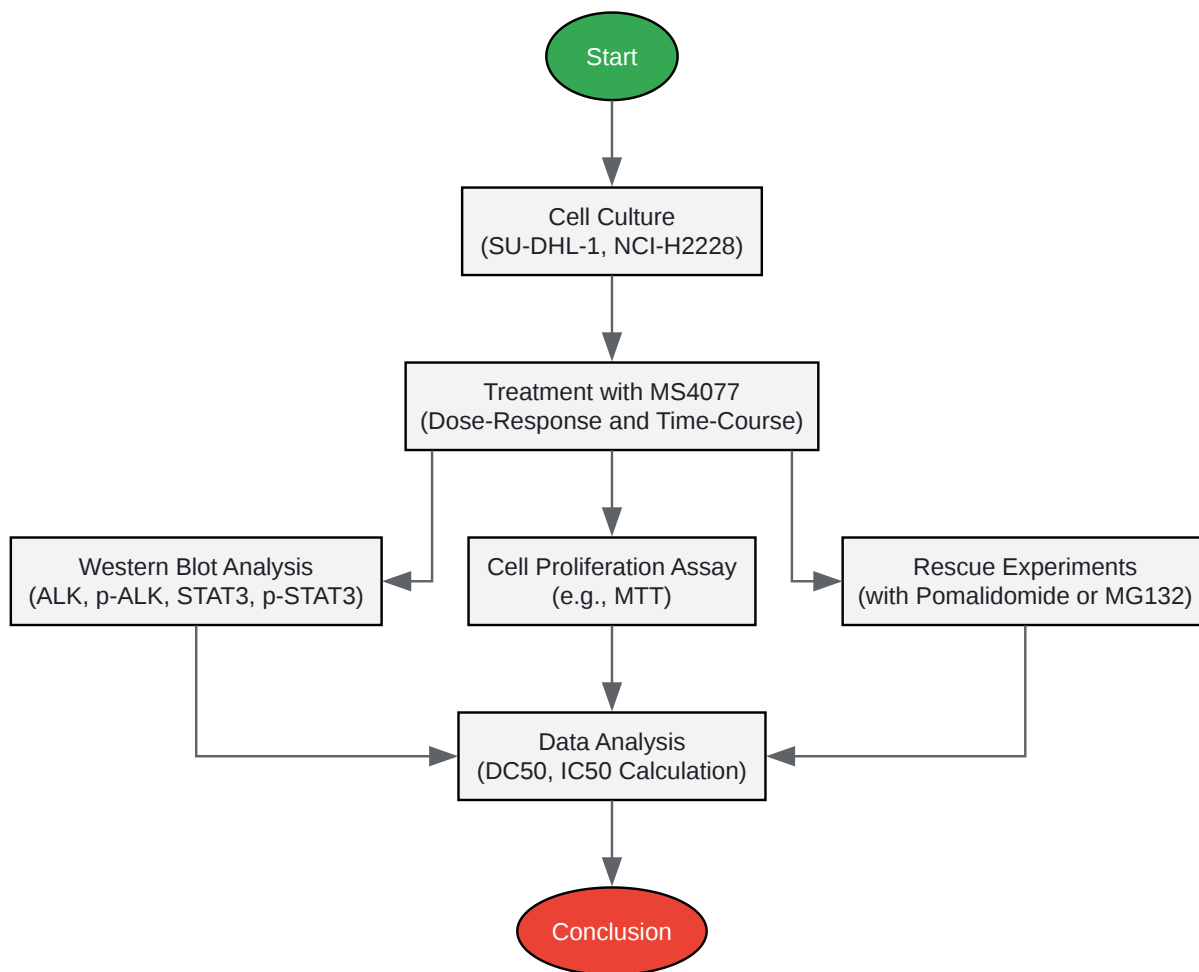 Start
Cell Culture
(SU-DHL-1, NCI-H2228)
Treatment with MS4077
(Dose-Response and Time-Course)
Western Blot Analysis
(ALK, p-ALK, STAT3, p-STAT3)
Cell Proliferation Assay
(e.g., MTT)
Rescue Experiments
(with Pomalidomide or MG132)
Data Analysis
(DC50, IC50 Calculation)
Conclusion